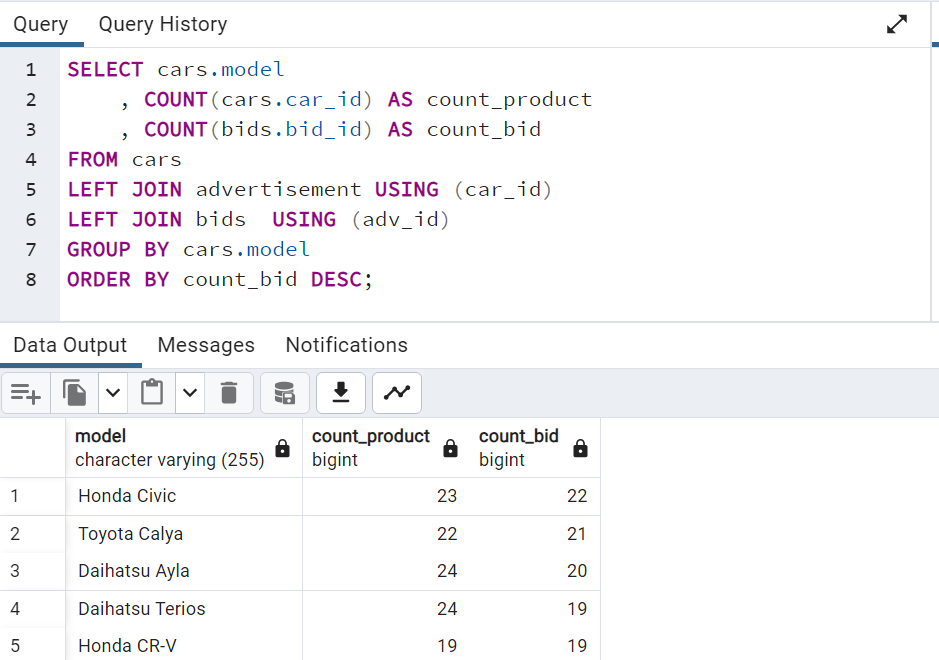 Query Query History
1 SELECT cars.model
2 , COUNT(cars.car_id) AS count_product
3 , COUNT(bids.bid_id) AS count_bid
4 FROM cars
5 LEFT JOIN advertisement USING (car_id)
6 LEFT JOIN bids  USING (adv_id)
7 GROUP BY cars.model
8 ORDER BY count_bid DESC;
Data Output Messages Notifications
model count_product count_bid
character varying (255) bigint bigint
1 Honda Civic 23 22
2 Toyota Calya 22 21
3 Daihatsu Ayla 24 20
4 Daihatsu Terios 24 19
5 Honda CR-V 19 19